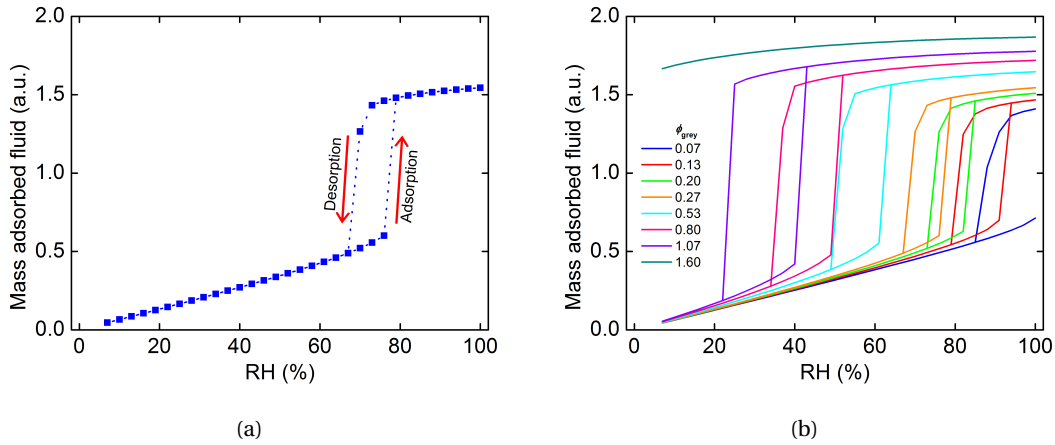 2.0
1.5
1.0
0.5
0.0
Mass adsorbed fluid (a.u.)
Desorption
Adsorption
0 20 40 60 80 100
RH (%)
(a)
2.0
1.5
1.0
0.5
0.0
Mass adsorbed fluid (a.u.)
ϕgrey
0.07
0.13
0.20
0.27
0.53
0.80
1.07
1.60
0 20 40 60 80 100
RH (%)
(b)